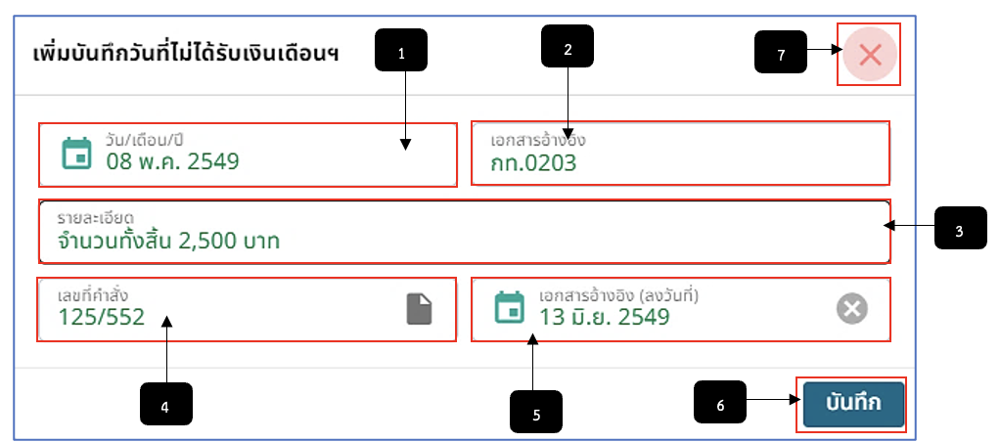 เพิ่มบันทึกวันที่ไม่ได้รับเงินเดือนฯ
1
2
7
วัน/เดือน/ปี
08 พ.ค. 2549
เอกสารอ้างอิง
กท.0203
รายละเอียด
จำนวนทั้งสิ้น 2,500 บาท
3
เลขที่คำสั่ง
125/552
เอกสารอ้างอิง (ลงวันที่)
13 มิ.ย. 2549
4
5
6
บันทึก